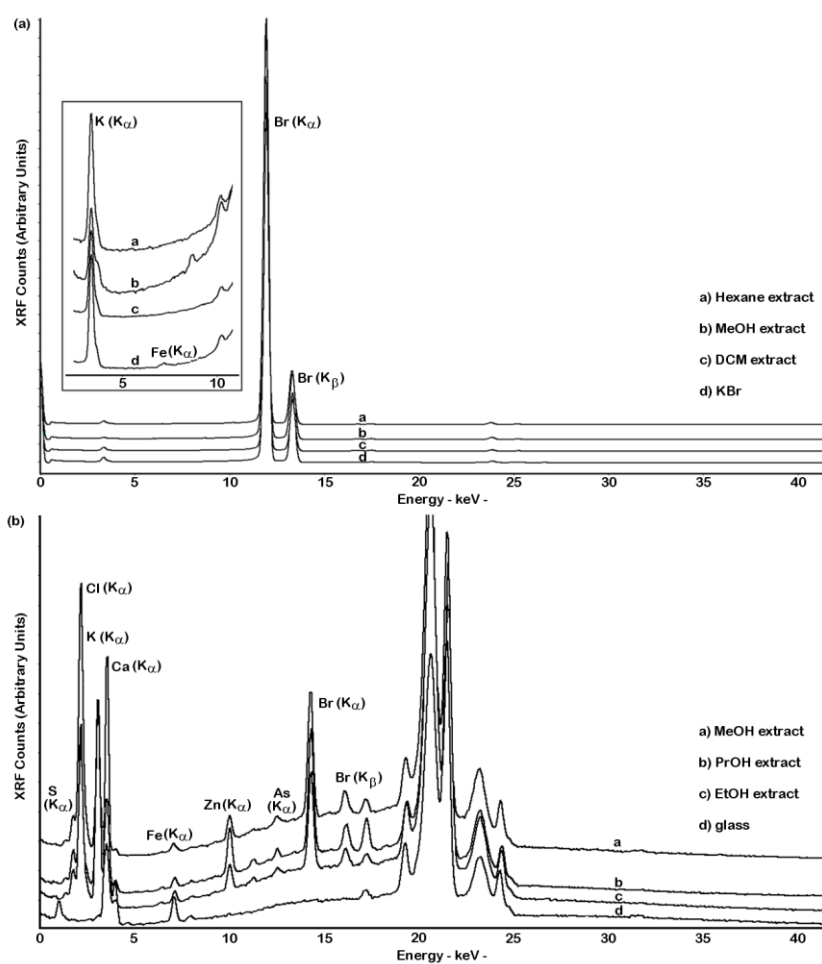 (a)
XRF Counts (Arbitrary Units)
K (Kα)
a
b
c
d
Fe (Kα)
5
10
Br (Kα)
Br (Kβ)
a) Hexane extract
b) MeOH extract
c) DCM extract
d) KBr
a
b
c
d
0 5 10 15 20 25 30 35 40
Energy - keV -
(b)
XRF Counts (Arbitrary Units)
Cl (Kα)
K (Kα)
Ca (Kα)
S
(Kα)
Fe (Kα)
Zn (Kα)
As
(Kα)
Br (Kα)
Br (Kβ)
a) MeOH extract
b) PrOH extract
c) EtOH extract
d) glass
a
b
c
d
0 5 10 15 20 25 30 35 40
Energy - keV -